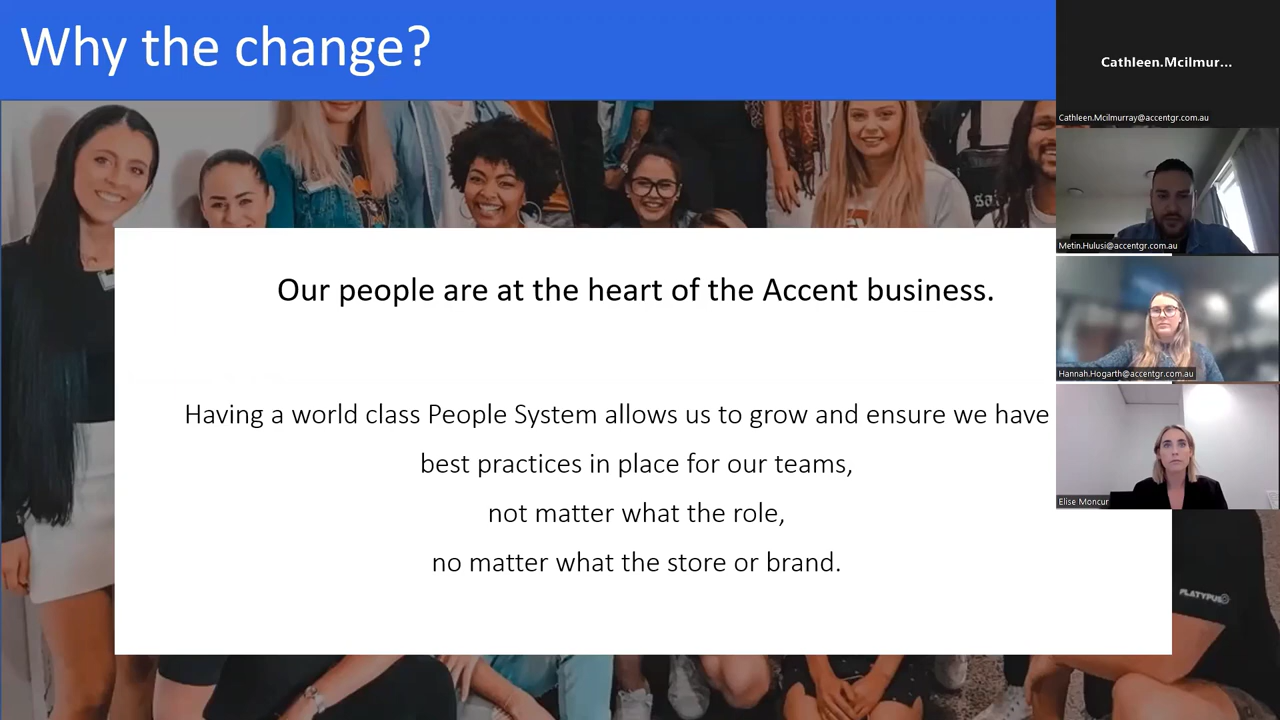 Why the change?
Cathleen.Mcilmur...
Cathleen.Mcilmurray@accentgr.com.au
Metin.Hulusi@accentgr.com.au
Our people are at the heart of the Accent business.
Hannah.Hogarth@accentgr.com.au
Having a world class People System allows us to grow and ensure we have
best practices in place for our teams,
Elise Moncur
not matter what the role,
no matter what the store or brand.
PLATYPUS